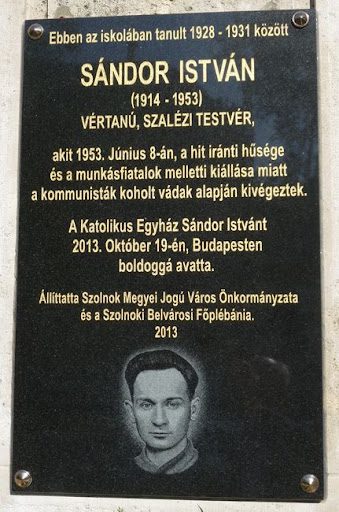 Ebben az iskolában tanult 1928 - 1931 között
SÁNDOR ISTVÁN
(1914 - 1953)
VÉRTANÚ, SZALÉZI TESTVÉR,
akit 1953. Június 8-án, a hit iránti hűsége
és a munkásfiatalok melletti kiállása miatt
a kommunisták koholt vádak alapján kivégeztek.
A Katolikus Egyház Sándor Istvánt
2013. Október 19-én, Budapesten
boldoggá avatta.
Állíttatta Szolnok Megyei Jogú Város Önkormányzata
és a Szolnoki Belvárosi Főplébánia.
2013